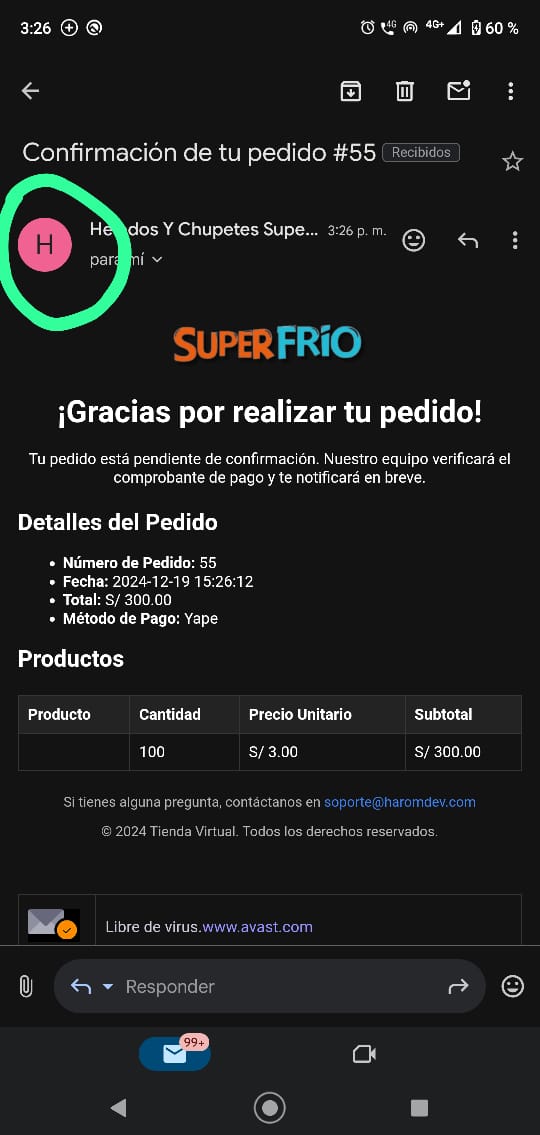 3:26 4G 4G+ 60 %
Confirmación de tu pedido #55 Recibidos
H
Helados Y Chupetes Supe... 3:26 p. m.
para mí
SUPERFRÍO
¡Gracias por realizar tu pedido!
Tu pedido está pendiente de confirmación. Nuestro equipo verificará el
comprobante de pago y te notificará en breve.
Detalles del Pedido
• Número de Pedido: 55
• Fecha: 2024-12-19 15:26:12
• Total: S/ 300.00
• Método de Pago: Yape
Productos
Producto Cantidad Precio Unitario Subtotal
100 S/ 3.00 S/ 300.00
Si tienes alguna pregunta, contáctanos en soporte@haromdev.com
© 2024 Tienda Virtual. Todos los derechos reservados.
Libre de virus.www.avast.com
Responder
99+